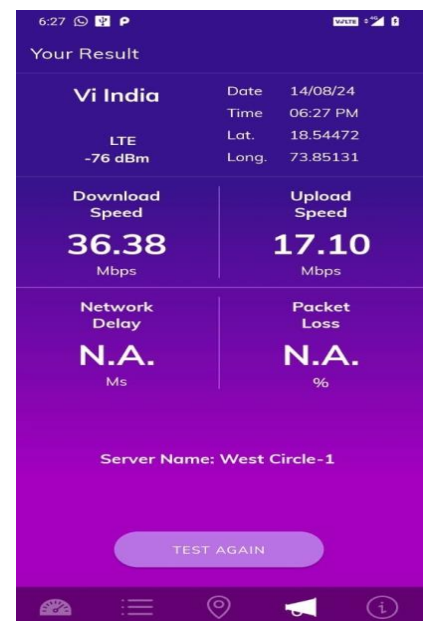 6:27
Your Result
Vi India
LTE
-76 dBm
Date 14/08/24
Time 06:27 PM
Lat. 18.54472
Long. 73.85131
Download
Speed
36.38
Mbps
Upload
Speed
17.10
Mbps
Network
Delay
N.A.
Ms
Packet
Loss
N.A.
%
Server Name: West Circle-1
TEST AGAIN